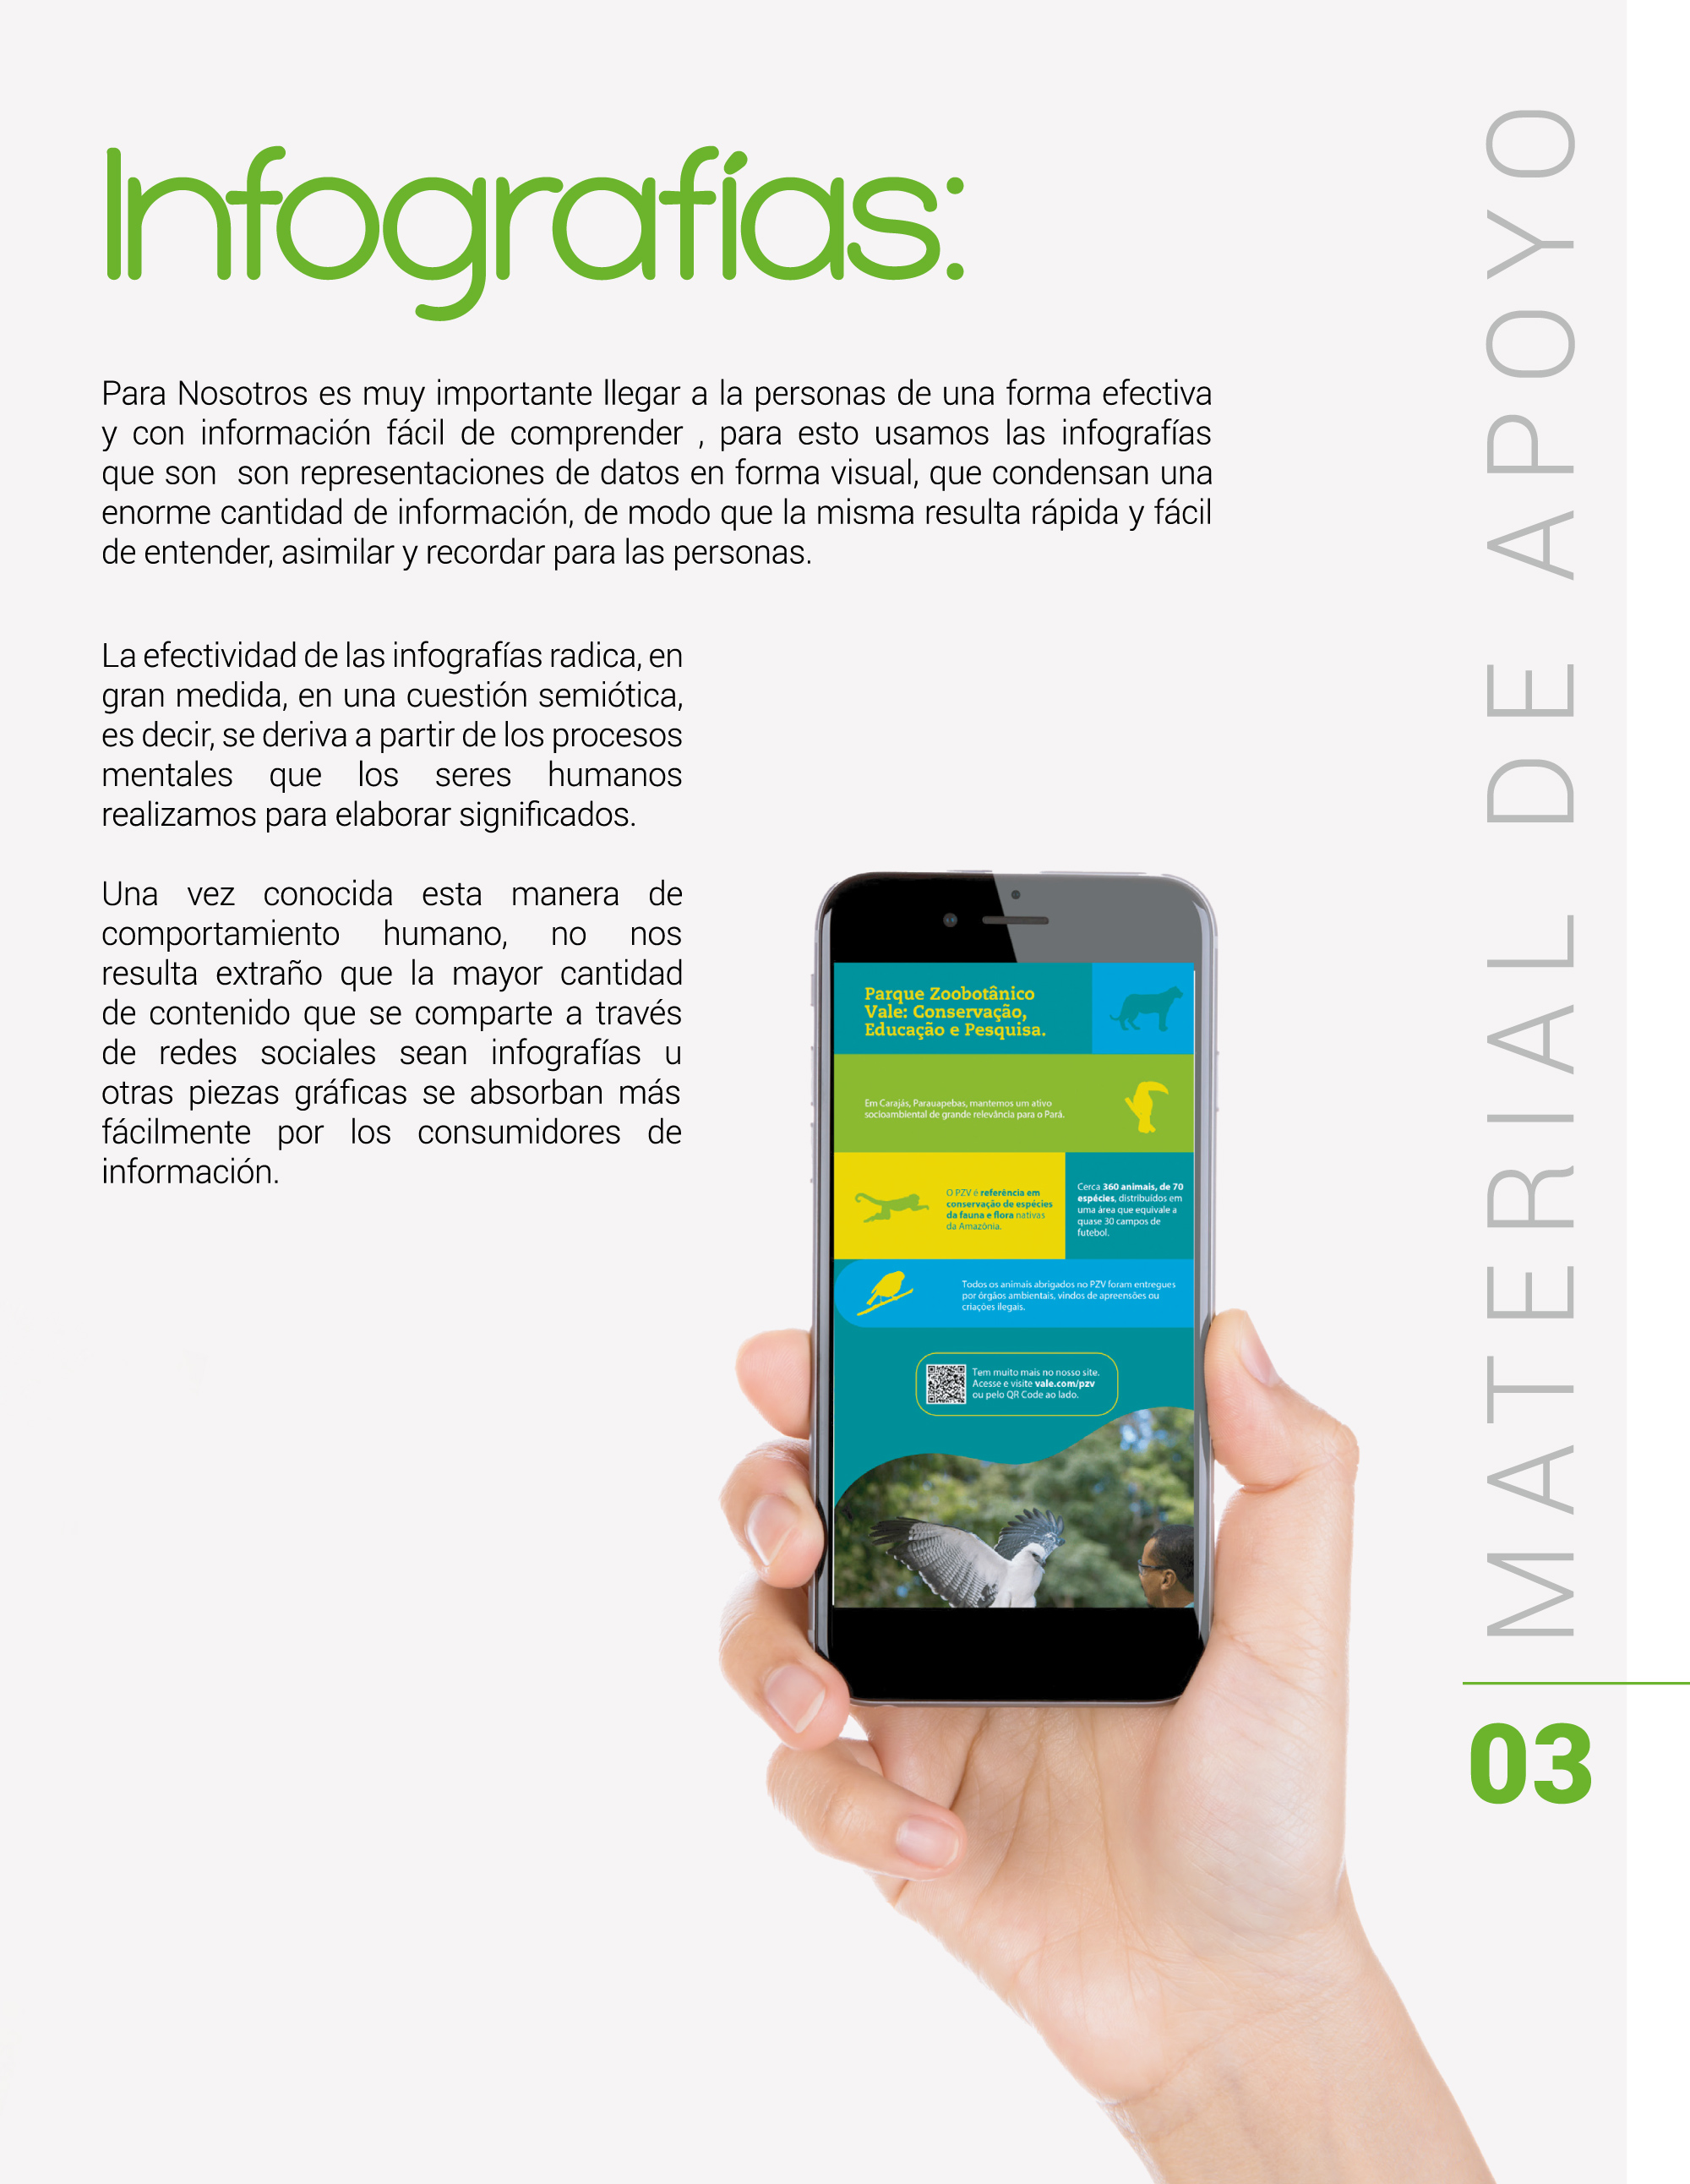 Infografías:
Para Nosotros es muy importante llegar a la personas de una forma efectiva
y con información fácil de comprender , para esto usamos las infografías
que son  son representaciones de datos en forma visual, que condensan una
enorme cantidad de información, de modo que la misma resulta rápida y fácil
de entender, asimilar y recordar para las personas.
La efectividad de las infografías radica, en
gran medida, en una cuestión semiótica,
es decir, se deriva a partir de los procesos
mentales que los seres humanos
realizamos para elaborar significados.
Una vez conocida esta manera de
comportamiento humano, no nos
resulta extraño que la mayor cantidad
de contenido que se comparte a través
de redes sociales sean infografías u
otras piezas gráficas se absorban más
fácilmente por los consumidores de
información.
Parque Zoobotânico
Vale: Conservação,
Educação e Pesquisa.
Em Carajás, Parauapebas, mantemos um ativo
socioambiental de grande relevância para o Pará.
O PZV é referência em
conservação de espécies
da fauna e flora nativas
da Amazônia.
Cerca 360 animais, de 70
espécies, distribuídos em
uma área que equivale a
quase 30 campos de
futebol.
Todos os animais abrigados no PZV foram entregues
por órgãos ambientais, vindos de apreensões ou
criações ilegais.
Tem muito mais no nosso site.
Acesse e visite vale.com/pzv
ou pelo QR Code ao lado.
MATERIAL DE APOYO
03